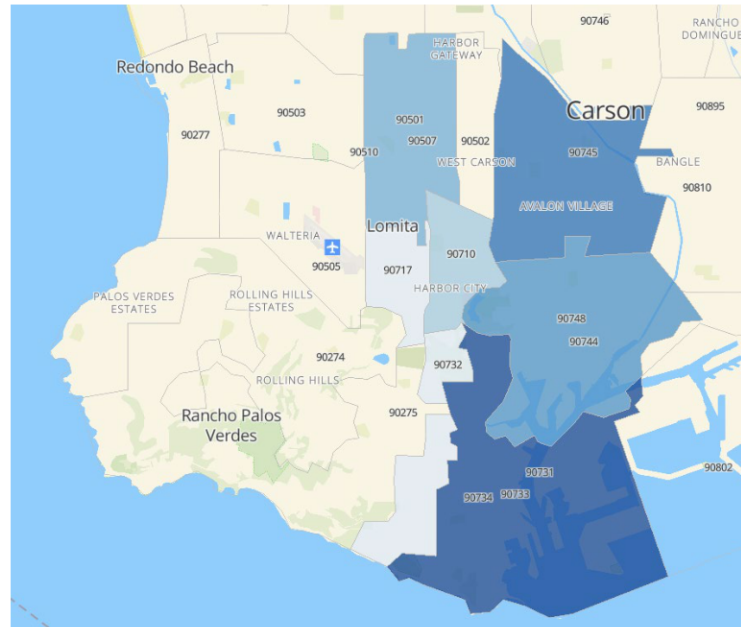 90746
RANCHO
DOMINGUE
HARBOR
GATEWAY
Redondo Beach
Carson
90895
90503
90501
90277
90507
90502
90510
WEST CARSON
90745
BANGLE
90810
AVALON VILLAGE
Lomita
WALTERIA
90710
90505
90717
HARBOR CITY
PALOS VERDES
ESTATES
ROLLING HILLS
ESTATES
90748
90744
90274
90732
ROLLING HILLS
Rancho Palos
Verdes
90275
90802
90731
90734
90733